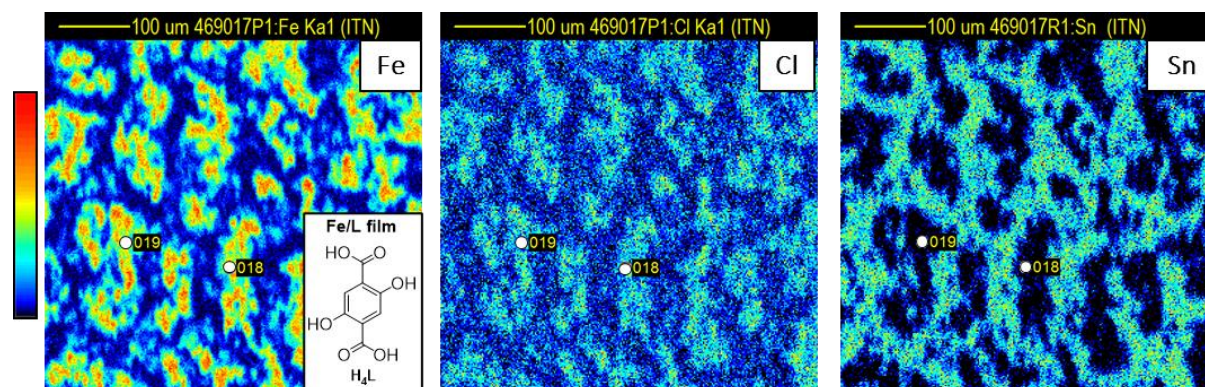 100 um 469017P1:Fe Ka1 (ITN)
Fe
019
018
Fe/L film
HO
O
OH
HO
O
OH
H₄L
100 um 469017P1:Cl Ka1 (ITN)
Cl
019
018
100 um 469017R1:Sn (ITN)
Sn
019
018